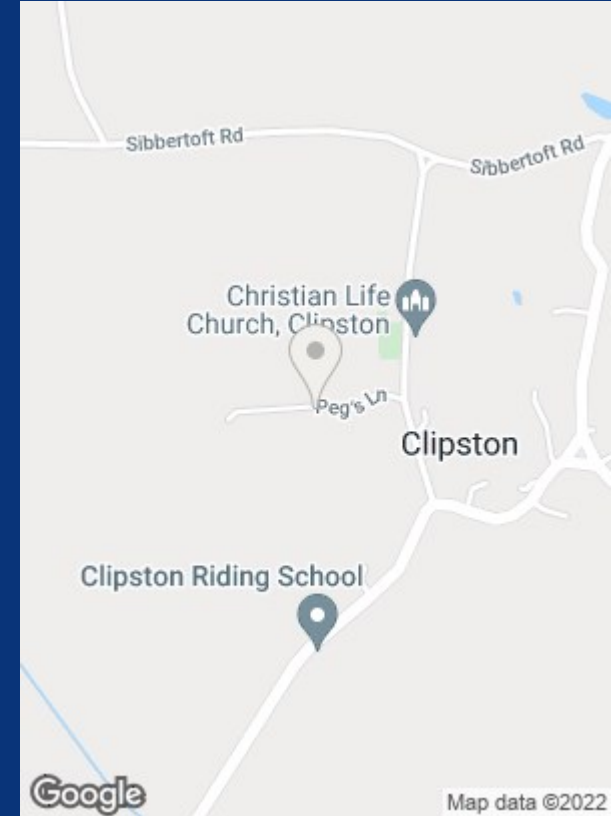 Sibbertoft Rd
Sibbertoft Rd
Christian Life
Church, Clipston
Peg's Ln
Clipston
Clipston Riding School
Google
Map data ©2022